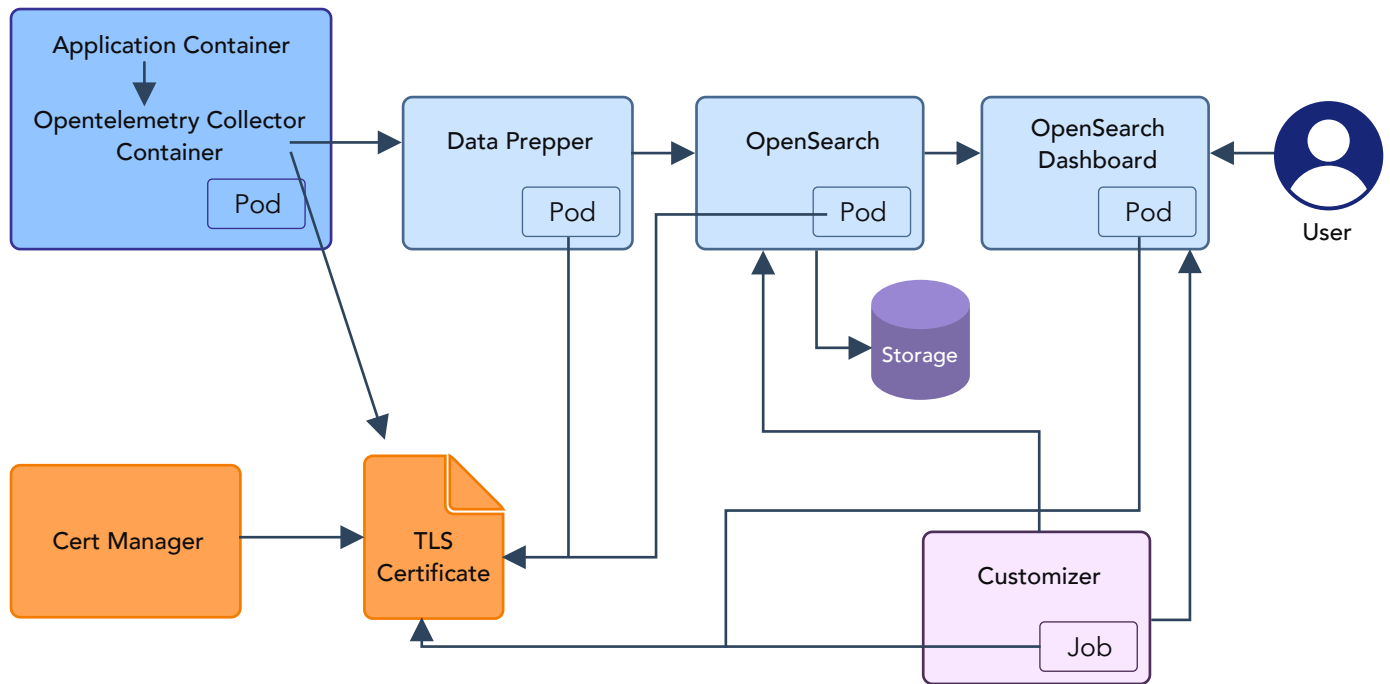 Application Container
Opentelemetry Collector
Container
Pod
Data Prepper
Pod
OpenSearch
Pod
OpenSearch
Dashboard
Pod
User
Storage
Cert Manager
TLS
Certificate
Customizer
Job